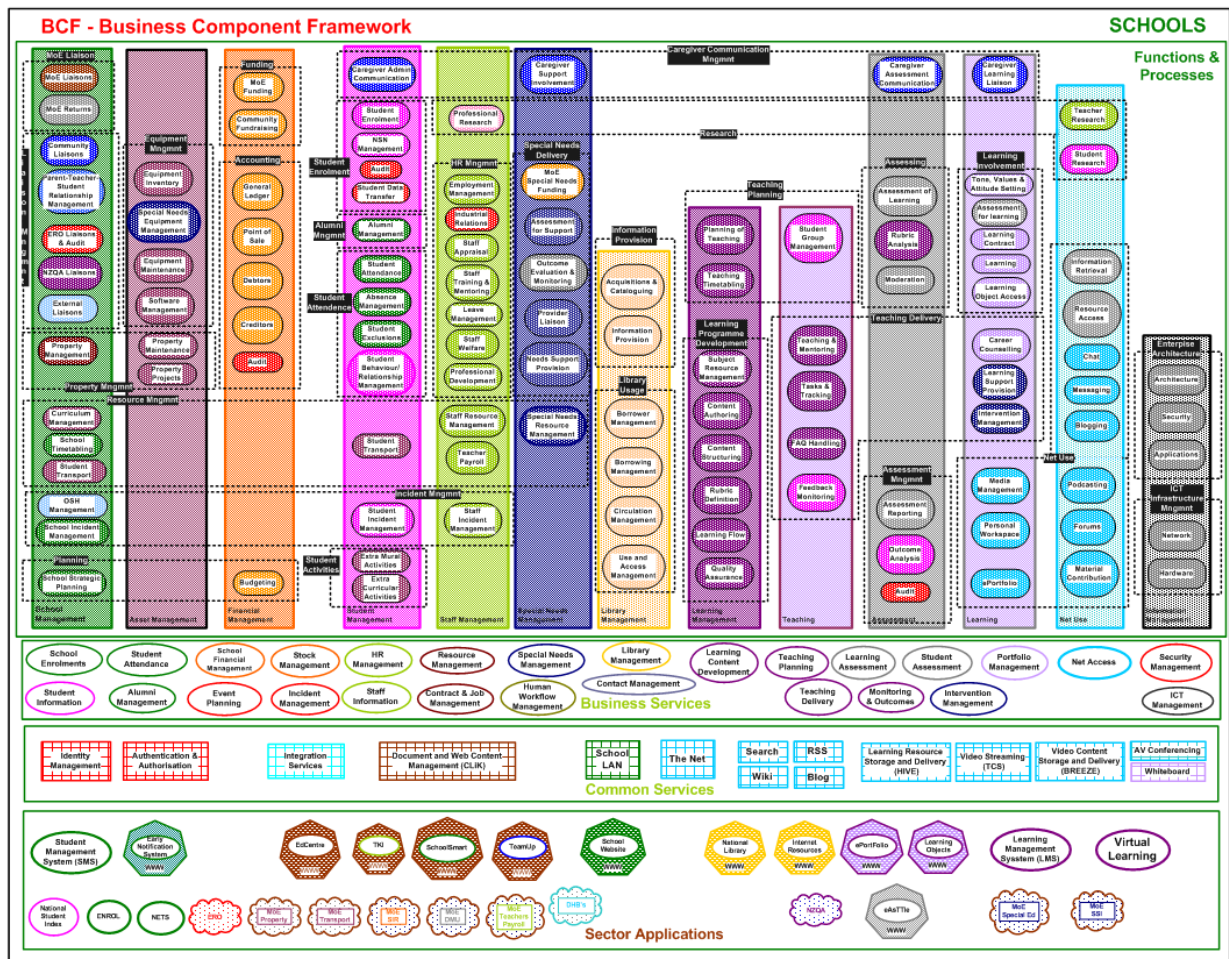 BCF - Business Component Framework
SCHOOLS
Functions &
Processes
MoE Liaison
MoE Liaisons
MoE Returns
Community
Liaisons
Parent-Teacher-
Student
Relationship
Management
ERO Liaisons
& Audit
NZQA Liaisons
External
Liaisons
Property
Management
Property Mngmnt
Resource Mngmnt
Curriculum
Management
School
Timetabling
Student
Transport
OSH
Management
School Incident
Management
Incident Mngmnt
Planning
School Strategic
Planning
School
Management
Equipment
Mngmnt
Equipment
Inventory
Special Needs
Equipment
Management
Equipment
Maintenance
Software
Management
Property
Maintenance
Property
Projects
Asset Management
Funding
MoE
Funding
Community
Fundraising
Accounting
General
Ledger
Point of
Sale
Debtors
Creditors
Audit
Budgeting
Financial
Management
Caregiver Admin
Communication
Student
Enrolment
NSN
Management
Audit
Student Data
Transfer
Student
Enrolment
Alumni
Mngmnt
Alumni
Management
Student
Attendance
Absence
Management
Student
Exclusions
Student
Attendence
Student
Behaviour/
Relationship
Management
Student
Transport
Student
Incident
Management
Student
Activities
Extra Mural
Activities
Extra
Curricular
Activities
Student
Management
Professional
Research
HR Mngmnt
Employment
Management
Industrial
Relations
Staff
Appraisal
Staff
Training &
Mentoring
Leave
Management
Staff
Welfare
Professional
Development
Staff Resource
Management
Teacher
Payroll
Staff
Incident
Management
Staff Management
Caregiver
Support
Involvement
Special Needs
Delivery
MoE
Special Needs
Funding
Assessment
for Support
Outcome
Evaluation &
Monitoring
Provider
Liaison
Needs Support
Provision
Special Needs
Resource
Management
Special Needs
Management
Caregiver Communication
Mngmnt
Research
Information
Provision
Acquisitions &
Cataloguing
Information
Provision
Library
Usage
Borrower
Management
Borrowing
Management
Circulation
Management
Use and
Access
Management
Library
Management
Teaching
Planning
Planning of
Teaching
Teaching
Timetabling
Learning
Programme
Development
Subject
Resource
Management
Content
Authoring
Content
Structuring
Rubric
Definition
Learning Flow
Quality
Assurance
Learning
Management
Student
Group
Management
Teaching Delivery
Teaching &
Mentoring
Tasks &
Tracking
FAQ Handling
Feedback
Monitoring
Teaching
Caregiver
Assessment
Communication
Assessing
Assessment of
Learning
Rubric
Analysis
Moderation
Assessment
Mngmnt
Assessment
Reporting
Outcome
Analysis
Audit
Assessment
Caregiver
Learning
Liaison
Learning
Involvement
Tone, Values &
Attitude Setting
Assessment
for learning
Learning
Contract
Learning
Learning
Object Access
Career
Counselling
Learning
Support
Provision
Intervention
Management
Media
Management
Personal
Workspace
ePortfolio
Learning
Teacher
Research
Student
Research
Information
Retrieval
Resource
Access
Chat
Messaging
Blogging
Net Use
Podcasting
Forums
Material
Contribution
Net Use
Enterpise
Architecture
Architecture
Security
Applications
ICT
Infrastructure
Mngmnt
Network
Hardware
Information
Management
School
Enrolments
Student
Attendance
School
Financial
Management
Stock
Management
HR
Management
Resource
Management
Special Needs
Management
Library
Management
Learning
Content
Development
Teaching
Planning
Learning
Assessment
Student
Assessment
Portfolio
Management
Net Access
Security
Management
Student
Information
Alumni
Management
Event
Planning
Incident
Management
Staff
Information
Contract & Job
Management
Human
Workflow
Management
Contact Management
Teaching
Delivery
Monitoring
& Outcomes
Intervention
Management
ICT
Management
Business Services
Identity
Management
Authentication &
Authorisation
Integration
Services
Document and Web Content
Management (CLIK)
School
LAN
The Net
Search
RSS
Wiki
Blog
Learning Resource
Storage and Delivery
(HIVE)
Video Streaming
(TCS)
Video Content
Storage and Delivery
(BREEZE)
AV Conferencing
Whiteboard
Common Services
Student
Management
System (SMS)
Early
Notification
System
WWW
EdCentre
WWW
TKI
WWW
SchoolSmart
WWW
TeamUp
WWW
School
Website
WWW
National
Library
WWW
Internet
Resources
WWW
ePortFolio
WWW
Learning
Objects
WWW
Learning
Management
Sysstem (LMS)
Virtual
Learning
National
Student
Index
ENROL
NETS
ERO
MoE
Property
MoE
Transport
MoE
SIR
MoE
DMU
MoE
Teachers
Payroll
DHB's
NZQA
eAsTTle
WWW
MoE
Special Ed
MoE
SSI
Sector Applications